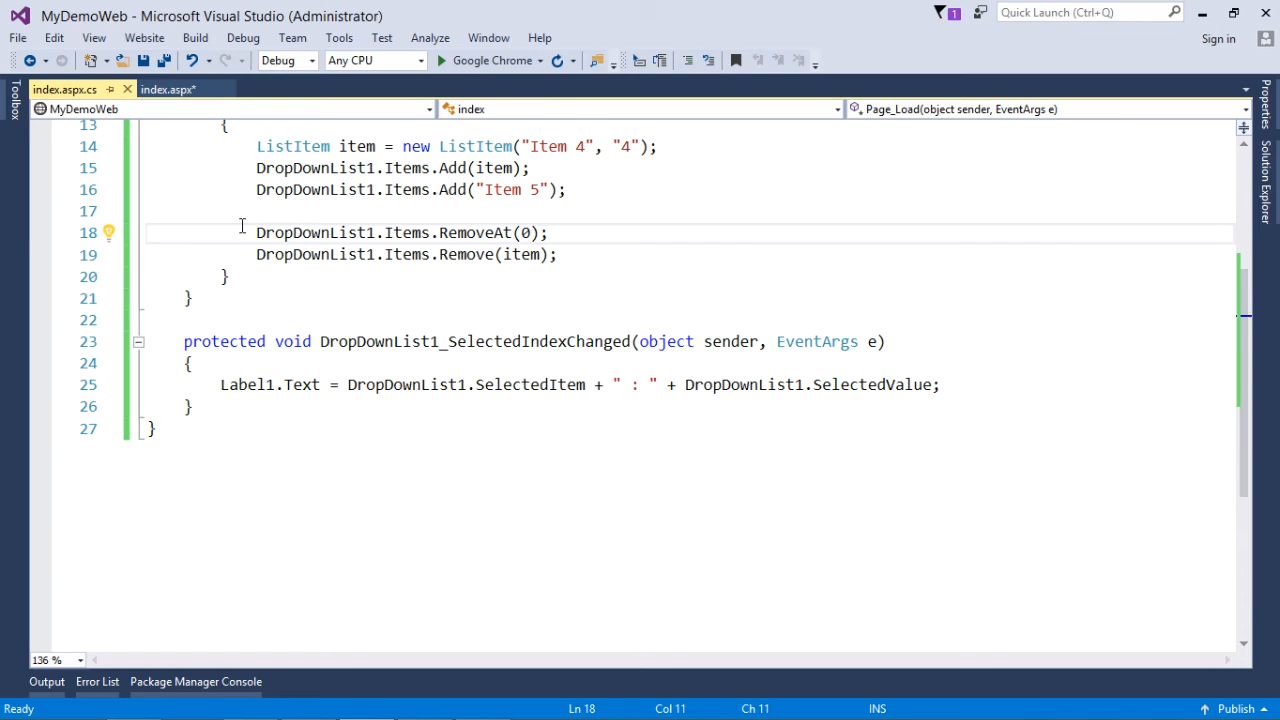 MyDemoWeb - Microsoft Visual Studio (Administrator)
1
Quick Launch (Ctrl+Q)
File Edit View Website Build Debug Team Tools Test Analyze Window Help
Sign in
Debug Any CPU Google Chrome
Toolbox
index.aspx.cs index.aspx*
MyDemoWeb index Page_Load(object sender, EventArgs e)
Properties
Solution Explorer
13 {
14 ListItem item = new ListItem("Item 4", "4");
15 DropDownList1.Items.Add(item);
16 DropDownList1.Items.Add("Item 5");
17
18 DropDownList1.Items.RemoveAt(0);
19 DropDownList1.Items.Remove(item);
20 }
21 }
22
23 protected void DropDownList1_SelectedIndexChanged(object sender, EventArgs e)
24 {
25 Label1.Text = DropDownList1.SelectedItem + " : " + DropDownList1.SelectedValue;
26 }
27 }
136 %
Output Error List Package Manager Console
Ready Ln 18 Col 11 Ch 11 INS Publish